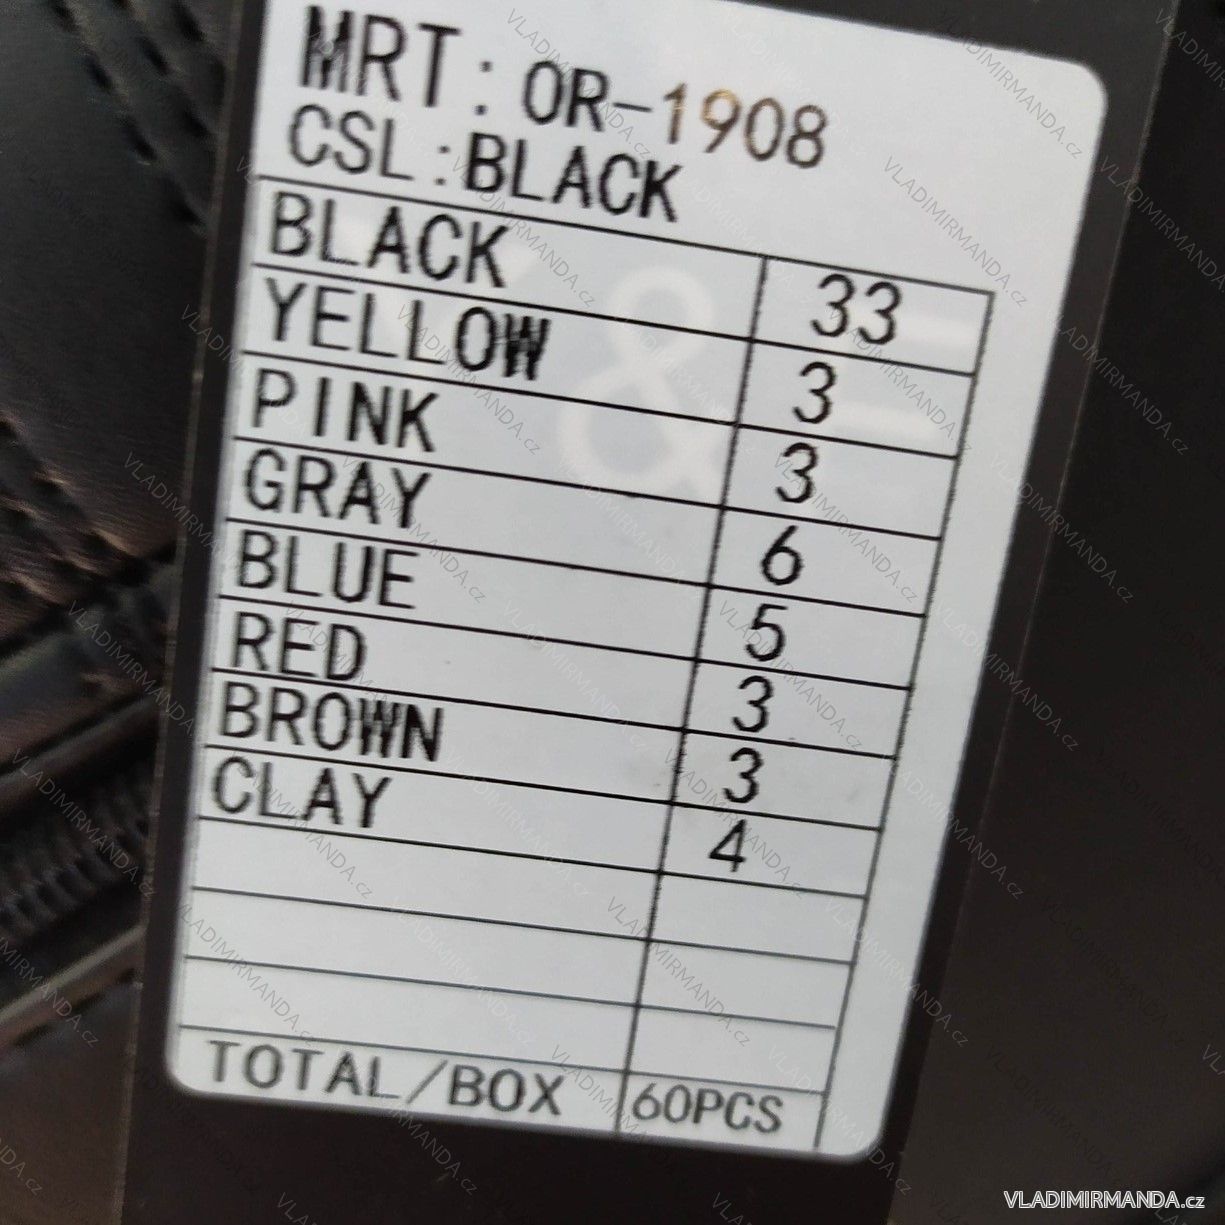 MRT: OR-1908
CSL:BLACK
BLACK 33
YELLOW 3
PINK 3
GRAY 6
BLUE 5
RED 3
BROWN 3
CLAY 4
TOTAL/BOX 60PCS
VLADIMIRMANDA.cz